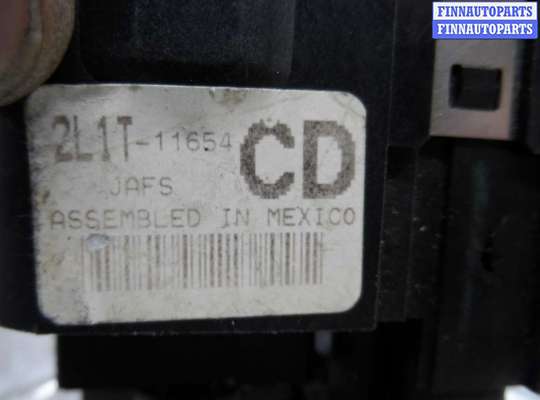 FINNAUTOPARTS
FINNAUTOPARTS
2L1T-11654 CD
JAFS
ASSEMBLED IN MEXICO